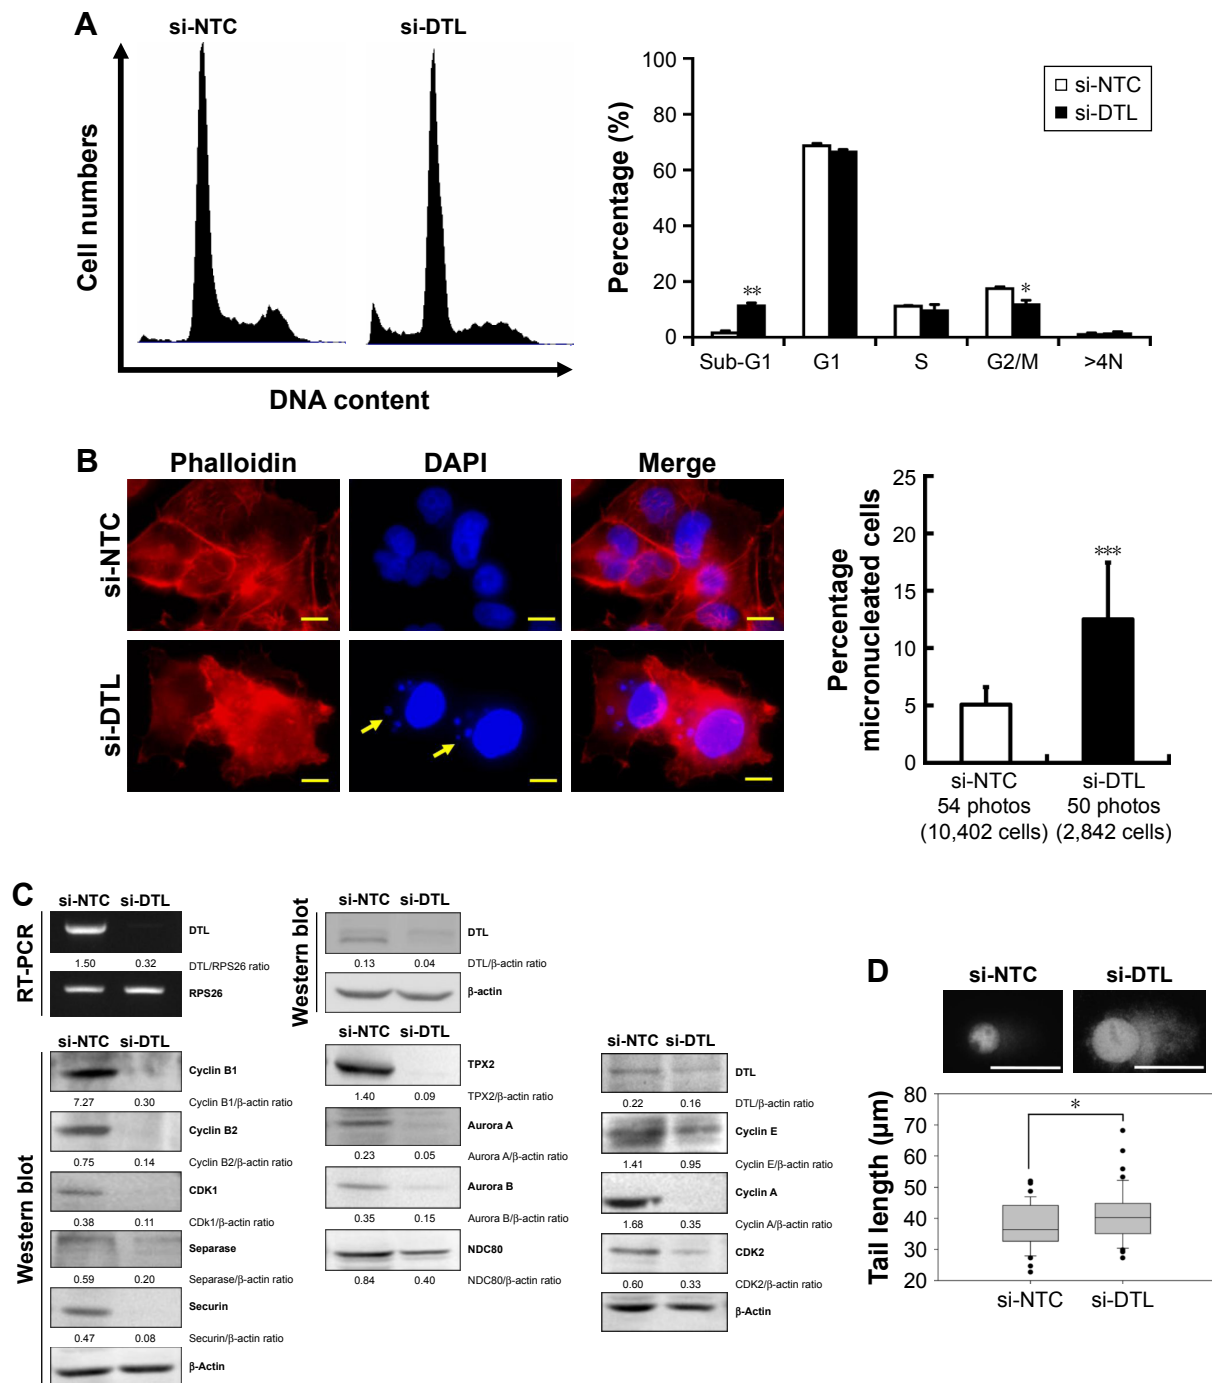 A
si-NTC
si-DTL
Cell numbers
DNA content
Percentage (%)
100
80
60
40
20
0
si-NTC
si-DTL
**
*
Sub-G1
G1
S
G2/M
>4N
B
Phalloidin
DAPI
Merge
si-NTC
si-DTL
Percentage
micronucleated cells
25
20
15
10
5
0
***
si-NTC
54 photos
(10,402 cells)
si-DTL
50 photos
(2,842 cells)
C
RT-PCR
si-NTC si-DTL
DTL
1.50 0.32 DTL/RPS26 ratio
RPS26
Western blot
si-NTC si-DTL
DTL
0.13 0.04 DTL/β-actin ratio
β-actin
Western blot
si-NTC si-DTL
Cyclin B1
7.27 0.30 Cyclin B1/β-actin ratio
Cyclin B2
0.75 0.14 Cyclin B2/β-actin ratio
CDK1
0.38 0.11 CDk1/β-actin ratio
Separase
0.59 0.20 Separase/β-actin ratio
Securin
0.47 0.08 Securin/β-actin ratio
β-Actin
si-NTC si-DTL
TPX2
1.40 0.09 TPX2/β-actin ratio
Aurora A
0.23 0.05 Aurora A/β-actin ratio
Aurora B
0.35 0.15 Aurora B/β-actin ratio
NDC80
0.84 0.40 NDC80/β-actin ratio
si-NTC si-DTL
DTL
0.22 0.16 DTL/β-actin ratio
Cyclin E
1.41 0.95 Cyclin E/β-actin ratio
Cyclin A
1.68 0.35 Cyclin A/β-actin ratio
CDK2
0.60 0.33 CDK2/β-actin ratio
β-Actin
D
si-NTC
si-DTL
Tail length (µm)
80
70
60
50
40
30
20
*
si-NTC
si-DTL